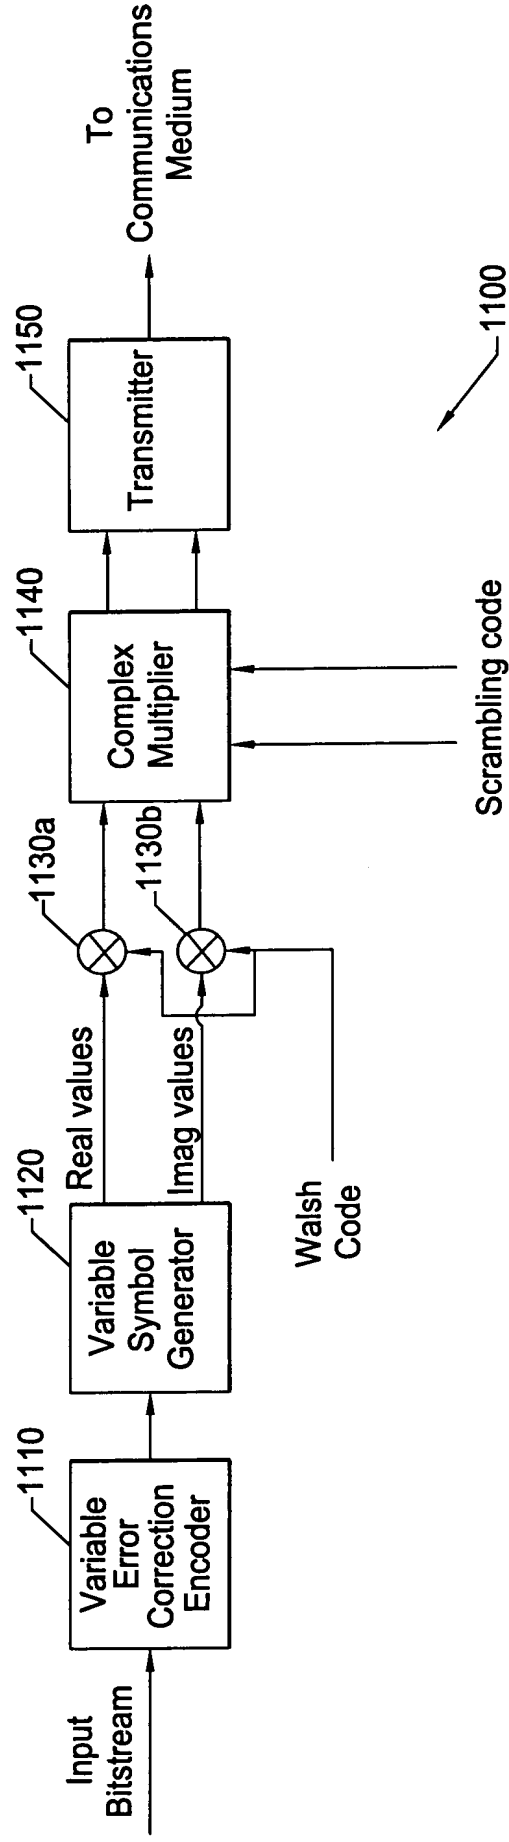 Input
Bitstream
1110
Variable
Error
Correction
Encoder
1120
Variable
Symbol
Generator
Real values
Imag values
1130a
1130b
Walsh
Code
1140
Complex
Multiplier
Scrambling code
1150
Transmitter
To
Communications
Medium
1100